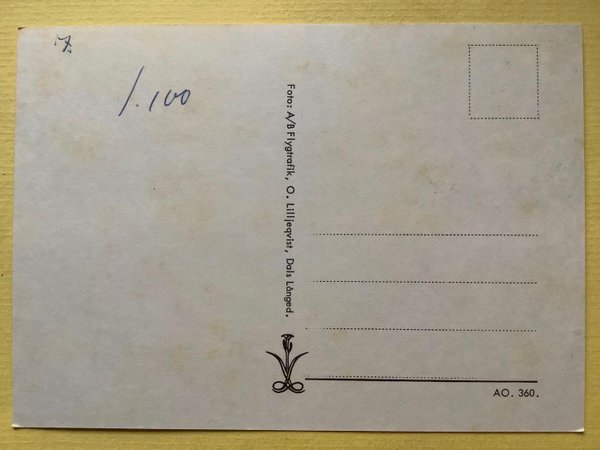 7.
1.100
Foto: A/B Flygtrafik, O. Lilljeqvist, Dals Långed.
AO. 360.